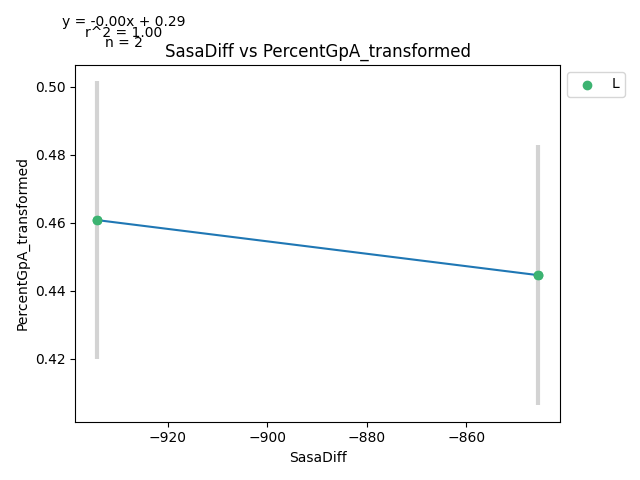 y = -0.00x + 0.29
r^2 = 1.00
n = 2
SasaDiff vs PercentGpA_transformed
L
0.50
0.48
0.46
0.44
0.42
PercentGpA_transformed
−920
−900
−880
−860
SasaDiff